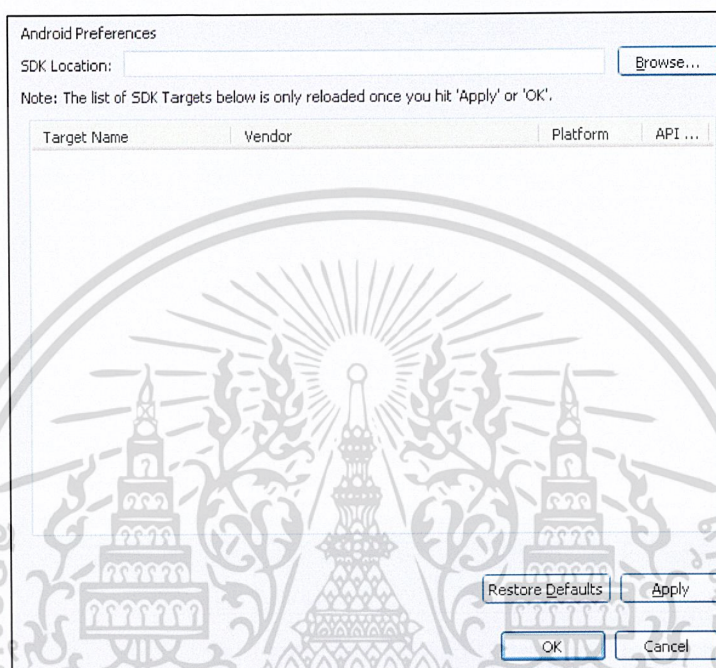 Android Preferences
SDK Location: Browse...
Note: The list of SDK Targets below is only reloaded once you hit 'Apply' or 'OK'.
Target Name Vendor Platform API ...
Restore Defaults Apply
OK Cancel